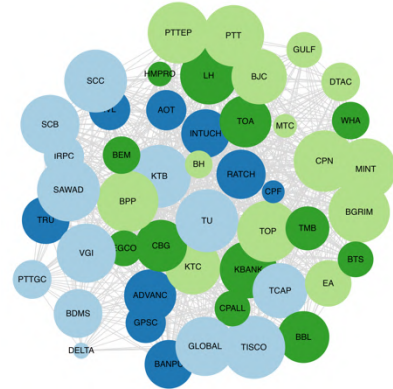 PTTEP
PTT
GULF
HMPRO
LH
BJC
DTAC
SCC
AOT
TOA
MTC
WHA
SCB
INTUCH
IRPC
BEM
BH
CPN
MINT
KTB
RATCH
SAWAD
CPF
BPP
BGRIM
TRU
TU
TOP
TMB
VGI
CBG
BTS
KTC
KBANK
PTTGC
TCAP
EA
ADVANC
CPALL
BDMS
GPSC
BBL
GLOBAL
TISCO
DELTA
BANPU